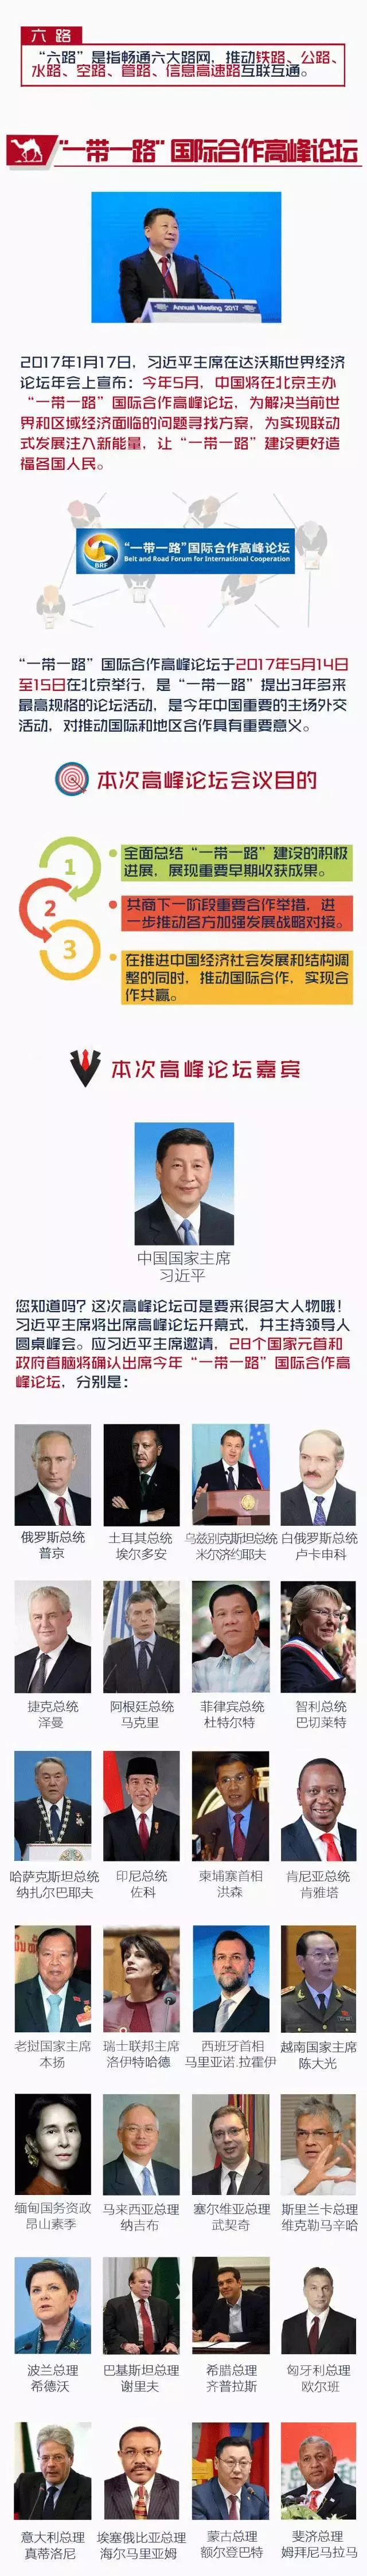 六 路
“六路”是指畅通六大路网，推动铁路、公路、
水路、空路、管路、信息高速路互联互通。
“一带一路”国际合作高峰论坛
Annual Meeting 2017
2017年1月17日，习近平主席在达沃斯世界经济
论坛年会上宣布：今年5月，中国将在北京主办
“一带一路”国际合作高峰论坛，为解决当前世
界和区域经济面临的问题寻找方案，为实现联动
式发展注入新能量，让“一带一路”建设更好造
福各国人民。
“一带一路”国际合作高峰论坛
Belt and Road Forum for International Cooperation
BRF
“一带一路”国际合作高峰论坛于2017年5月14日
至15日在北京举行，是“一带一路”提出3年多来
最高规格的论坛活动，是今年中国重要的主场外交
活动，对推动国际和地区合作具有重要意义。
本次高峰论坛会议目的
1
全面总结“一带一路”建设的积极
进展，展现重要早期收获成果。
2
共商下一阶段重要合作举措，进
一步推动各方加强发展战略对接。
3
在推进中国经济社会发展和结构调
整的同时，推动国际合作，实现合
作共赢。
本次高峰论坛嘉宾
中国国家主席
习近平
您知道吗？这次高峰论坛可是要来很多大人物哦！
习近平主席将出席高峰论坛开幕式，并主持领导人
圆桌峰会。应习近平主席邀请，28个国家元首和
政府首脑将确认出席今年“一带一路”国际合作高
峰论坛，分别是：
俄罗斯总统 土耳其总统 乌兹别克斯坦总统 白俄罗斯总统
普京 埃尔多安 米尔济约耶夫 卢卡申科
捷克总统 阿根廷总统 菲律宾总统 智利总统
泽曼 马克里 杜特尔特 巴切莱特
哈萨克斯坦总统 印尼总统 柬埔寨首相 肯尼亚总统
纳扎尔巴耶夫 佐科 洪森 肯雅塔
老挝国家主席 瑞士联邦主席 西班牙首相 越南国家主席
本扬 洛伊特哈德 马里亚诺.拉霍伊 陈大光
缅甸国务资政 马来西亚总理 塞尔维亚总理 斯里兰卡总理
昂山素季 纳吉布 武契奇 维克勒马辛哈
波兰总理 巴基斯坦总理 希腊总理 匈牙利总理
希德沃 谢里夫 齐普拉斯 欧尔班
意大利总理 埃塞俄比亚总理 蒙古总理 斐济总理
真蒂洛尼 海尔马里亚姆 额尔登巴特 姆拜尼马拉马